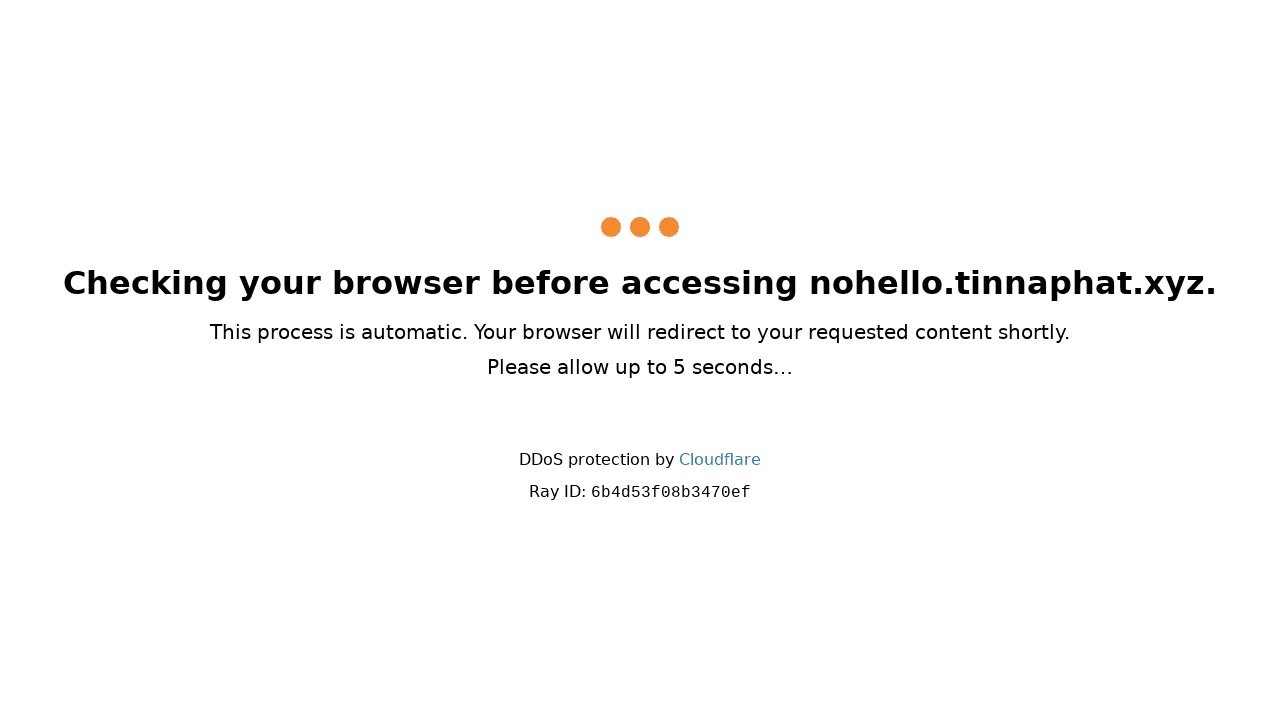 Checking your browser before accessing nohello.tinnaphat.xyz.
This process is automatic. Your browser will redirect to your requested content shortly.
Please allow up to 5 seconds…
DDoS protection by Cloudflare
Ray ID: 6b4d53f08b3470ef